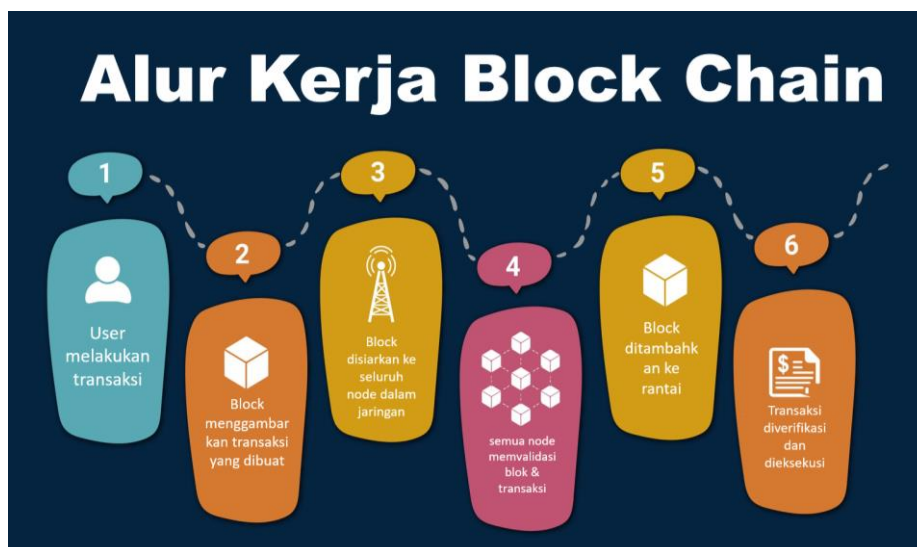 Alur Kerja Block Chain
1
User
melakukan
transaksi
2
Block
menggambar
kan transaksi
yang dibuat
3
Block
disiarkan ke
seluruh
node dalam
jaringan
4
semua node
memvalidasi
blok &
transaksi
5
Block
ditambahk
an ke
rantai
6
$
Transaksi
diverifikasi
dan
dieksekusi